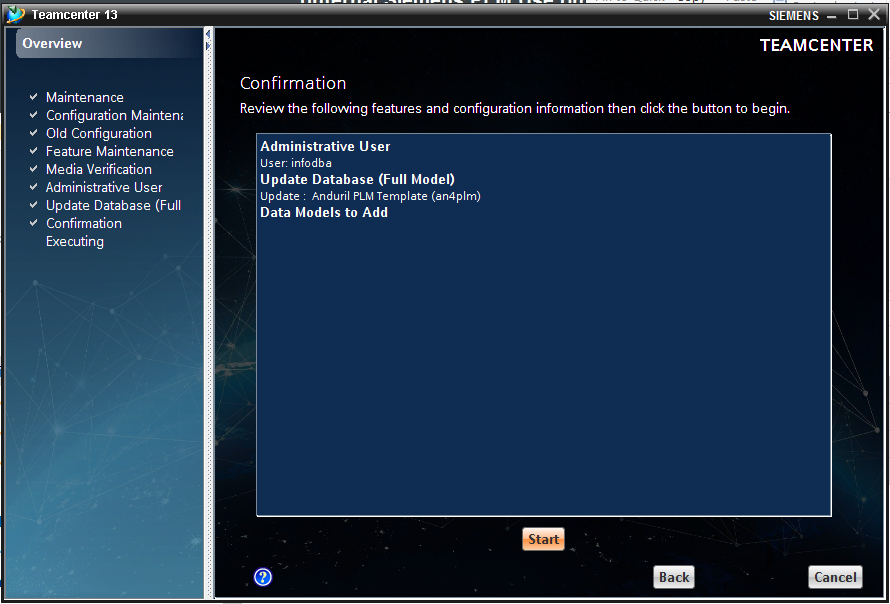 Teamcenter 13
SIEMENS
Overview
TEAMCENTER
Maintenance
Configuration Maintena
Old Configuration
Feature Maintenance
Media Verification
Administrative User
Update Database (Full
Confirmation
Executing
Confirmation
Review the following features and configuration information then click the button to begin.
Administrative User
User: infodba
Update Database (Full Model)
Update : Anduril PLM Template (an4plm)
Data Models to Add
Start
?
Back
Cancel